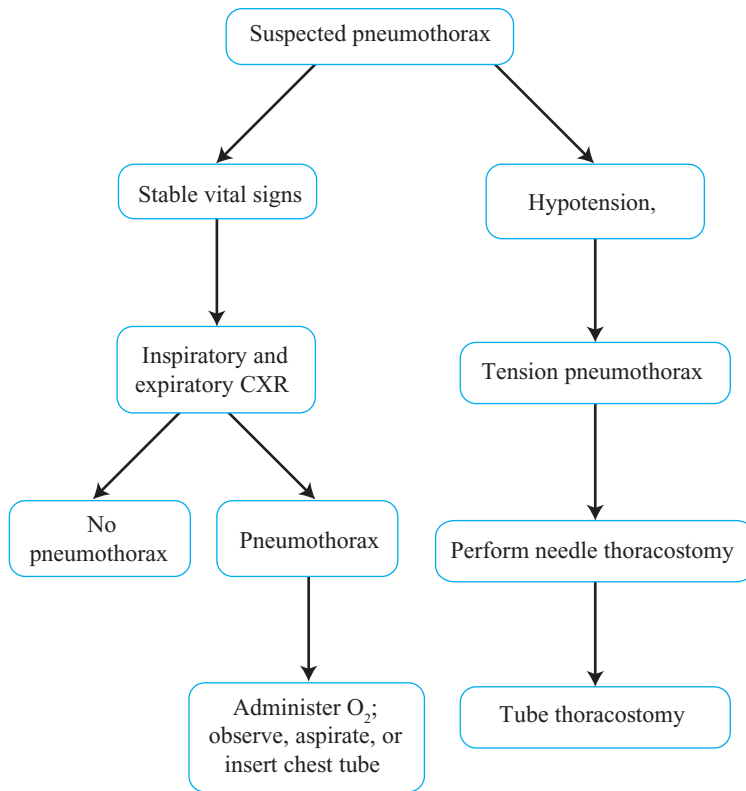 Suspected pneumothorax
Stable vital signs
Hypotension,
Inspiratory and
expiratory CXR
Tension pneumothorax
No
pneumothorax
Pneumothorax
Perform needle thoracostomy
Administer O₂;
observe, aspirate, or
insert chest tube
Tube thoracostomy